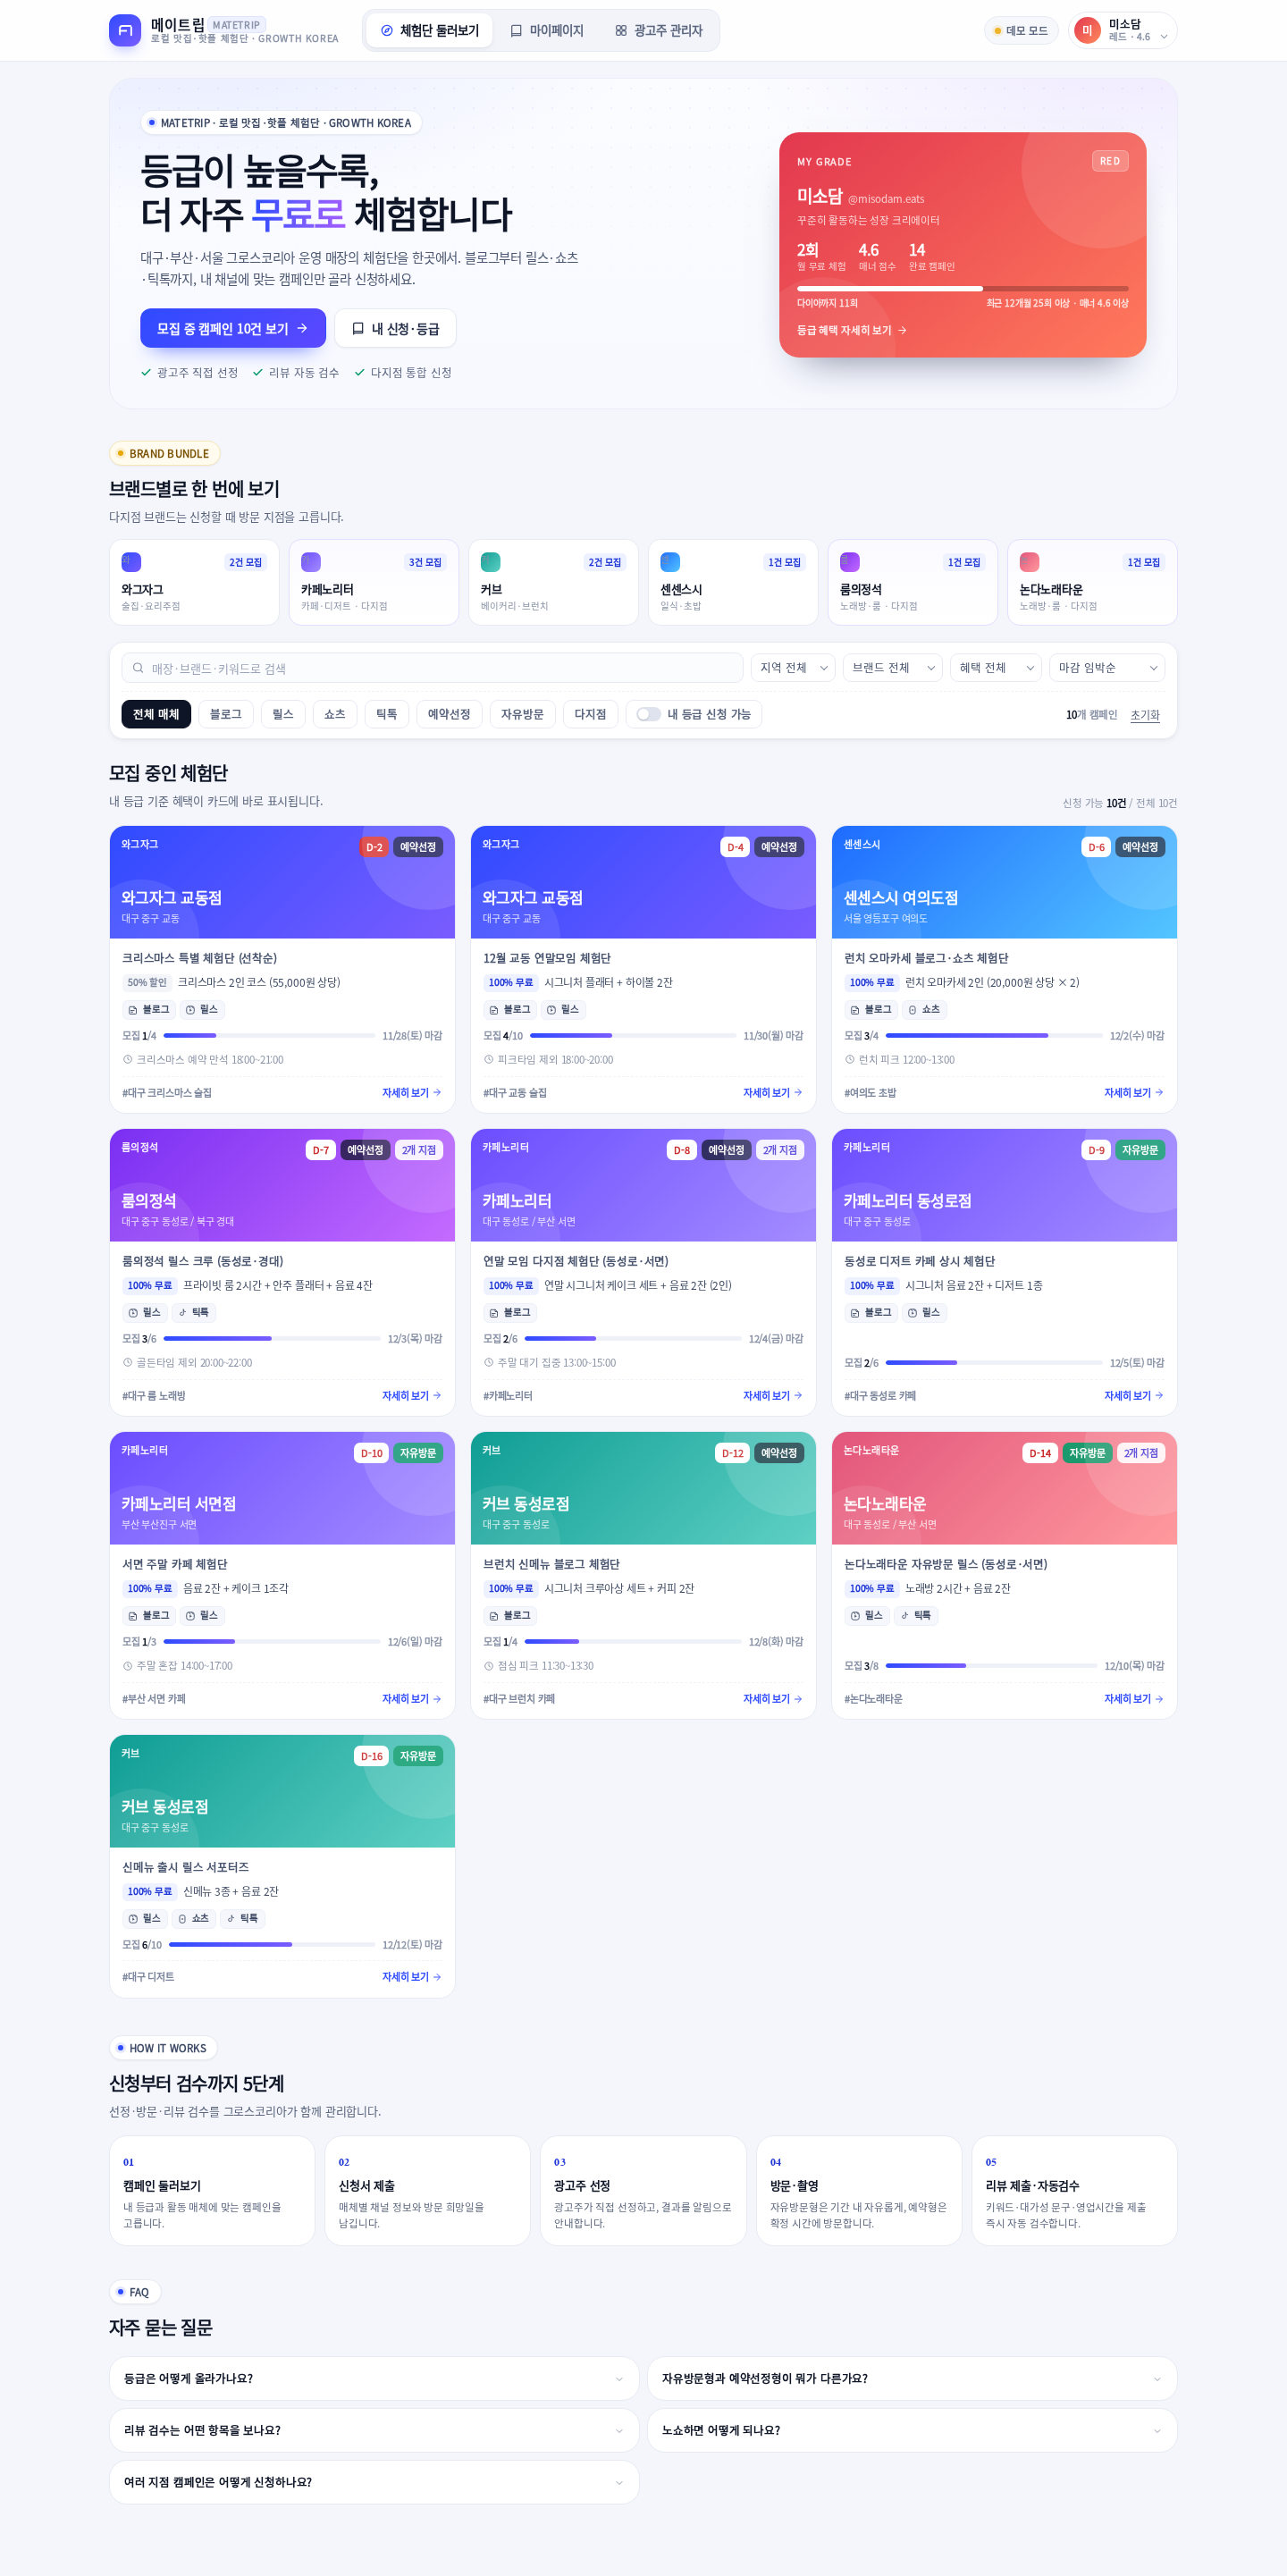 메이트립 MATETRIP
로컬 맛집·핫플 체험단 · GROWTH KOREA
체험단 둘러보기
마이페이지
광고주 관리자
데모 모드
미
미소담
레드 · 4.6
MATETRIP · 로컬 맛집·핫플 체험단 · GROWTH KOREA
등급이 높을수록,
더 자주 무료로 체험합니다
대구·부산·서울 그로스코리아 운영 매장의 체험단을 한곳에서. 블로그부터 릴스·쇼츠
·틱톡까지, 내 채널에 맞는 캠페인만 골라 신청하세요.
모집 중 캠페인 10건 보기
내 신청·등급
광고주 직접 선정
리뷰 자동 검수
다지점 통합 신청
MY GRADE
RED
미소담 @misodam.eats
꾸준히 활동하는 성장 크리에이터
2회 4.6 14
월 무료 체험 매너 점수 완료 캠페인
다이아까지 11회
최근 12개월 25회 이상 · 매너 4.6 이상
등급 혜택 자세히 보기
BRAND BUNDLE
브랜드별로 한 번에 보기
다지점 브랜드는 신청할 때 방문 지점을 고릅니다.
2건 모집
와그자그
술집·요리주점
3건 모집
카페노리터
카페·디저트 · 다지점
2건 모집
커브
베이커리·브런치
1건 모집
센센스시
일식·초밥
1건 모집
룸의정석
노래방·룸 · 다지점
1건 모집
논다노래타운
노래방·룸 · 다지점
매장·브랜드·키워드로 검색
지역 전체
브랜드 전체
혜택 전체
마감 임박순
전체 매체
블로그
릴스
쇼츠
틱톡
예약선정
자유방문
다지점
내 등급 신청 가능
10개 캠페인
초기화
모집 중인 체험단
내 등급 기준 혜택이 카드에 바로 표시됩니다.
신청 가능 10건 / 전체 10건
와그자그
D-2
예약선정
와그자그 교동점
대구 중구 교동
크리스마스 특별 체험단 (선착순)
50% 할인 크리스마스 2인 코스 (55,000원 상당)
블로그
릴스
모집 1/4
11/28(토) 마감
크리스마스 예약 만석 18:00~21:00
#대구 크리스마스 술집
자세히 보기
와그자그
D-4
예약선정
와그자그 교동점
대구 중구 교동
12월 교동 연말모임 체험단
100% 무료 시그니처 플래터 + 하이볼 2잔
블로그
릴스
모집 4/10
11/30(월) 마감
피크타임 제외 18:00~20:00
#대구 교동 술집
자세히 보기
센센스시
D-6
예약선정
센센스시 여의도점
서울 영등포구 여의도
런치 오마카세 블로그·쇼츠 체험단
100% 무료 런치 오마카세 2인 (20,000원 상당 × 2)
블로그
쇼츠
모집 3/4
12/2(수) 마감
런치 피크 12:00~13:00
#여의도 초밥
자세히 보기
룸의정석
D-7
예약선정
2개 지점
룸의정석
대구 중구 동성로 / 북구 경대
룸의정석 릴스 크루 (동성로·경대)
100% 무료 프라이빗 룸 2시간 + 안주 플래터 + 음료 4잔
릴스
틱톡
모집 3/6
12/3(목) 마감
골든타임 제외 20:00~22:00
#대구 룸 노래방
자세히 보기
카페노리터
D-8
예약선정
2개 지점
카페노리터
대구 동성로 / 부산 서면
연말 모임 다지점 체험단 (동성로·서면)
100% 무료 연말 시그니처 케이크 세트 + 음료 2잔 (2인)
블로그
모집 2/6
12/4(금) 마감
주말 대기 집중 13:00~15:00
#카페노리터
자세히 보기
카페노리터
D-9
자유방문
카페노리터 동성로점
대구 중구 동성로
동성로 디저트 카페 상시 체험단
100% 무료 시그니처 음료 2잔 + 디저트 1종
블로그
릴스
모집 2/6
12/5(토) 마감
#대구 동성로 카페
자세히 보기
카페노리터
D-10
자유방문
카페노리터 서면점
부산 부산진구 서면
서면 주말 카페 체험단
100% 무료 음료 2잔 + 케이크 1조각
블로그
릴스
모집 1/3
12/6(일) 마감
주말 혼잡 14:00~17:00
#부산 서면 카페
자세히 보기
커브
D-12
예약선정
커브 동성로점
대구 중구 동성로
브런치 신메뉴 블로그 체험단
100% 무료 시그니처 크루아상 세트 + 커피 2잔
블로그
모집 1/4
12/8(화) 마감
점심 피크 11:30~13:30
#대구 브런치 카페
자세히 보기
논다노래타운
D-14
자유방문
2개 지점
논다노래타운
대구 동성로 / 부산 서면
논다노래타운 자유방문 릴스 (동성로·서면)
100% 무료 노래방 2시간 + 음료 2잔
릴스
틱톡
모집 3/8
12/10(목) 마감
#논다노래타운
자세히 보기
커브
D-16
자유방문
커브 동성로점
대구 중구 동성로
신메뉴 출시 릴스 서포터즈
100% 무료 신메뉴 3종 + 음료 2잔
릴스
쇼츠
틱톡
모집 6/10
12/12(토) 마감
#대구 디저트
자세히 보기
HOW IT WORKS
신청부터 검수까지 5단계
선정·방문·리뷰 검수를 그로스코리아가 함께 관리합니다.
01
캠페인 둘러보기
내 등급과 활동 매체에 맞는 캠페인을
고릅니다.
02
신청서 제출
매체별 채널 정보와 방문 희망일을
남깁니다.
03
광고주 선정
광고주가 직접 선정하고, 결과를 알림으로
안내합니다.
04
방문·촬영
자유방문형은 기간 내 자유롭게, 예약형은
확정 시간에 방문합니다.
05
리뷰 제출·자동검수
키워드·대가성 문구·영업시간을 제출
즉시 자동 검수합니다.
FAQ
자주 묻는 질문
등급은 어떻게 올라가나요?
자유방문형과 예약선정형이 뭐가 다른가요?
리뷰 검수는 어떤 항목을 보나요?
노쇼하면 어떻게 되나요?
여러 지점 캠페인은 어떻게 신청하나요?